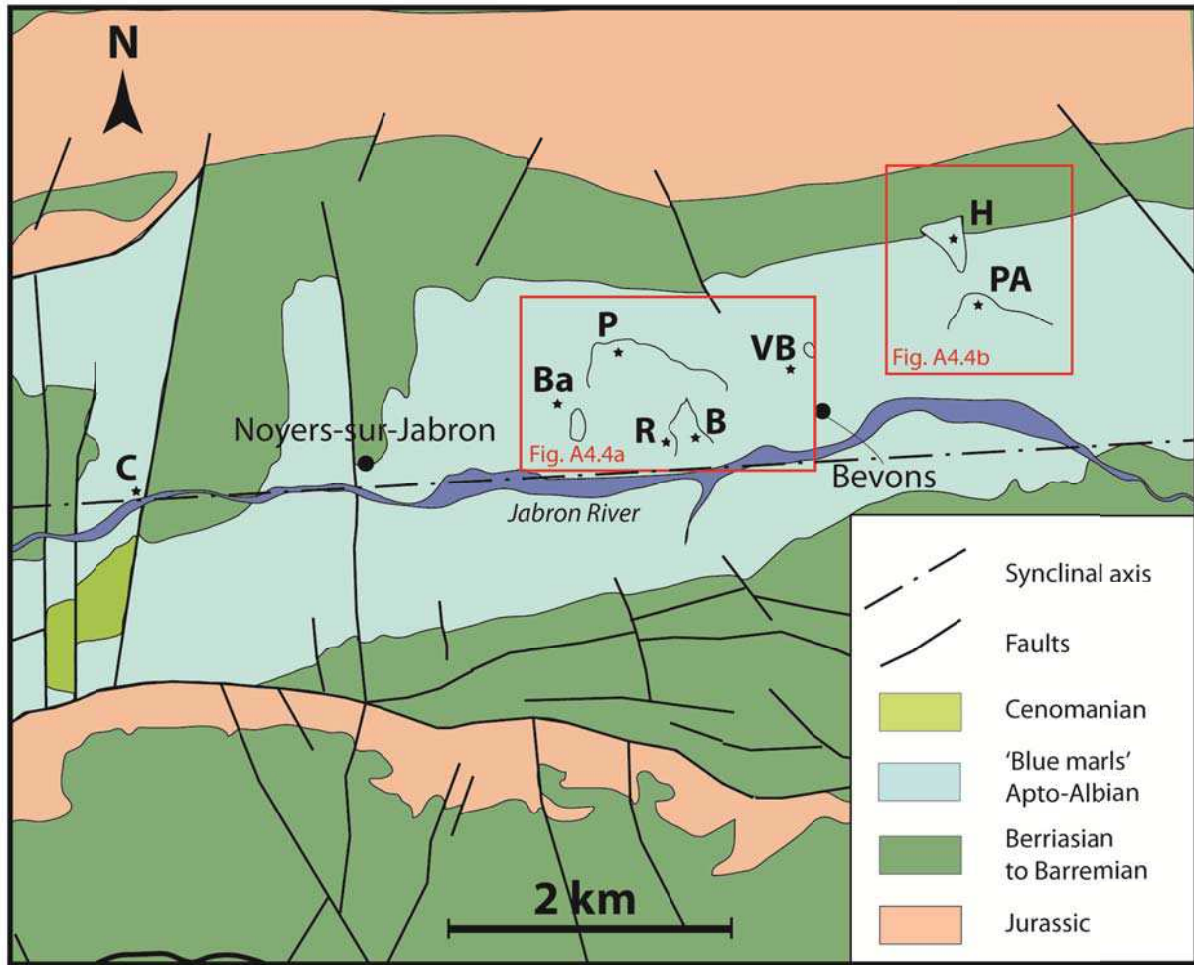 N
H
PA
Fig. A4.4b
P
VB
Ba
R
B
Fig. A4.4a
Noyers-sur-Jabron
C
Bevons
Jabron River
2 km
Synclinal axis
Faults
Cenomanian
'Blue marls'
Apto-Albian
Berriasian
to Barremian
Jurassic